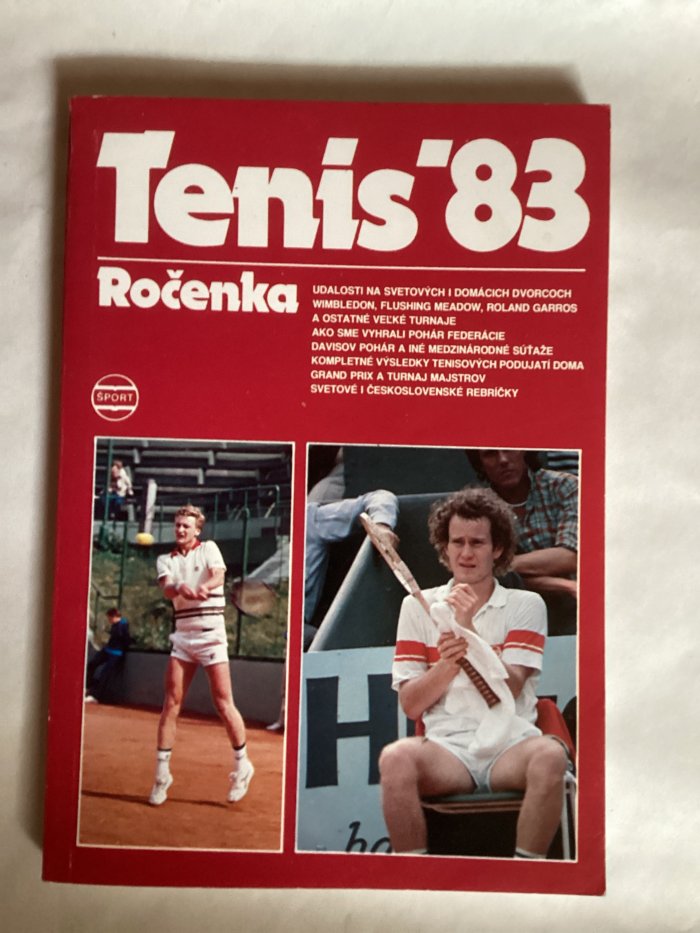 Tenis '83
Ročenka
UDALOSTI NA SVETOVÝCH I DOMÁCICH DVORCOCH
WIMBLEDON, FLUSHING MEADOW, ROLAND GARROS
A OSTATNÉ VEĽKÉ TURNAJE
AKO SME VYHRALI POHÁR FEDERÁCIE
DAVISOV POHÁR A INÉ MEDZINÁRODNÉ SÚŤAŽE
KOMPLETNÉ VÝSLEDKY TENISOVÝCH PODUJATÍ DOMA
GRAND PRIX A TURNAJ MAJSTROV
SVETOVÉ I ČESKOSLOVENSKÉ REBRÍČKY
ŠPORT